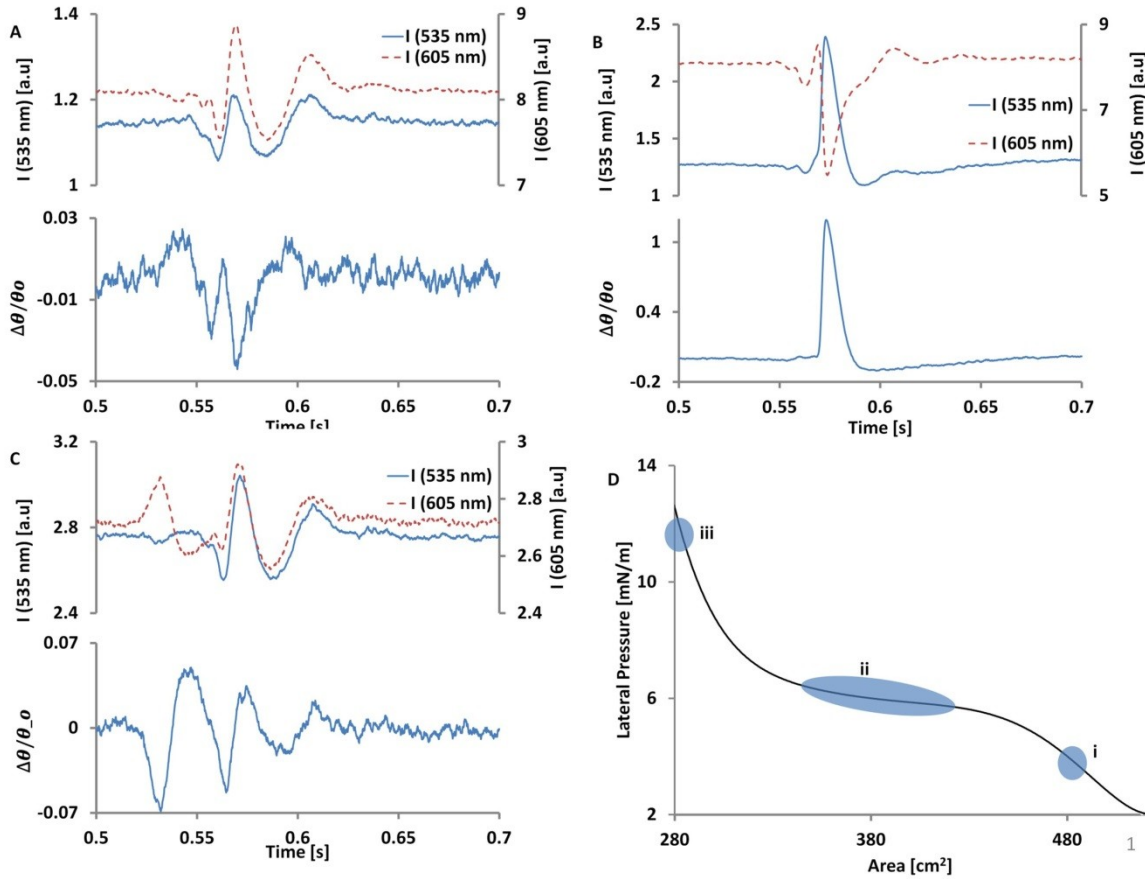 A
I (535 nm) [a.u]
1.4
1.2
1
I (535 nm)
I (605 nm)
9
8
7
I (605 nm) [a.u]
Δθ/θo
0.03
-0.01
-0.05
0.5
0.55
0.6
0.65
0.7
Time [s]
B
I (535 nm) [a.u]
2.5
2
1.5
1
I (535 nm)
I (605 nm)
9
7
5
I (605 nm) [a.u]
Δθ/θo
1
0.4
-0.2
0.5
0.55
0.6
0.65
0.7
Time [s]
C
I (535 nm) [a.u]
3.2
2.8
2.4
I (535 nm)
I (605 nm)
3
2.8
2.6
2.4
I (605 nm) [a.u]
Δθ/θ_o
0.07
0
-0.07
0.5
0.55
0.6
0.65
0.7
Time [s]
D
Lateral Pressure [mN/m]
14
10
6
2
iii
ii
i
280
380
480
1
Area [cm²]